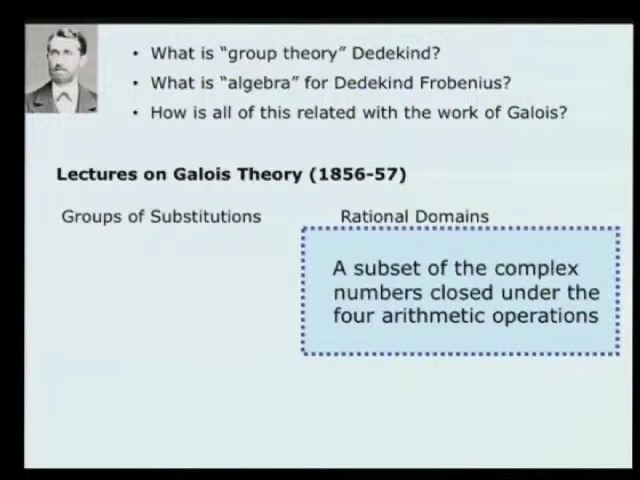 • What is “group theory” Dedekind?
• What is “algebra” for Dedekind Frobenius?
• How is all of this related with the work of Galois?
Lectures on Galois Theory (1856-57)
Groups of Substitutions
Rational Domains
A subset of the complex
numbers closed under the
four arithmetic operations